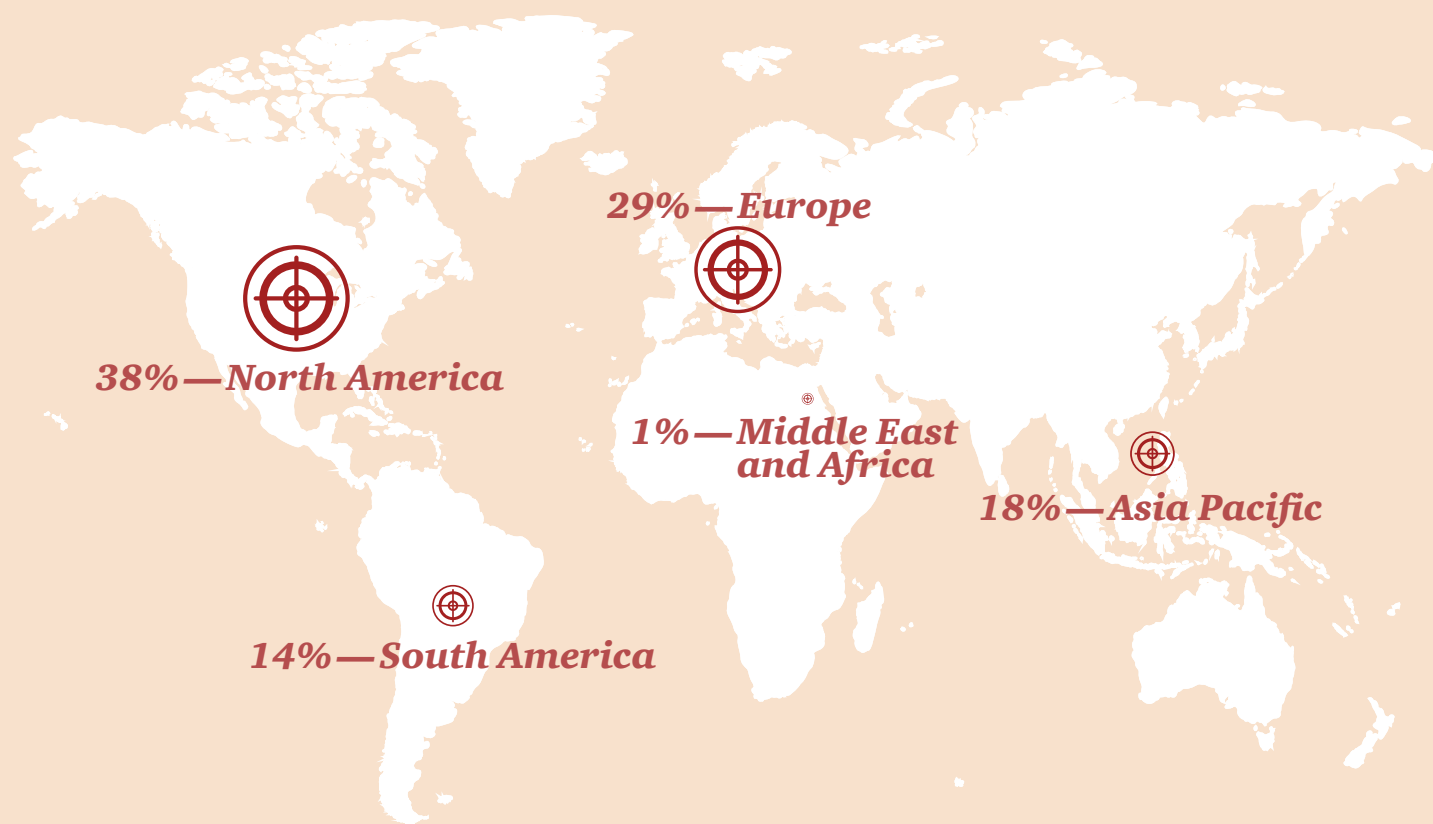 29%—Europe
38%—North America
1%—Middle East
and Africa
18%—Asia Pacific
14%—South America